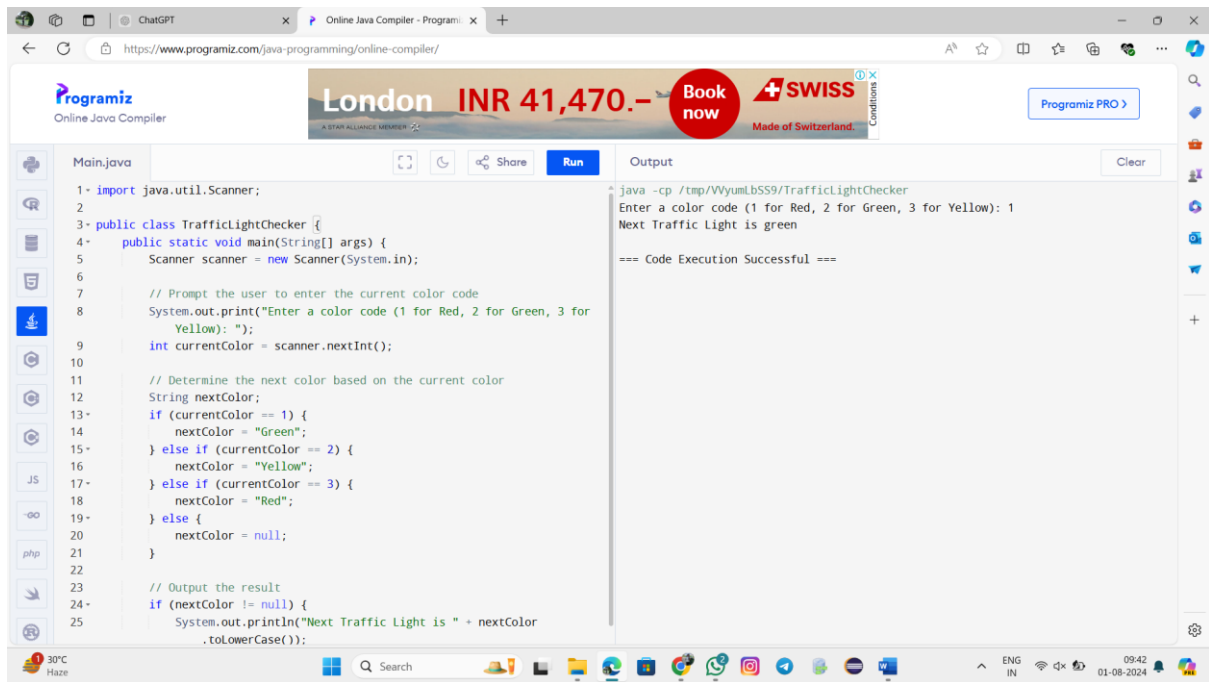 ChatGPT
Online Java Compiler - Programi
https://www.programiz.com/java-programming/online-compiler/
Programiz
Online Java Compiler
London INR 41,470.–
A STAR ALLIANCE MEMBER
Book now
SWISS
Made of Switzerland.
Conditions
Programiz PRO >
Main.java
Share
Run
Output
Clear
1 import java.util.Scanner;
2
3 public class TrafficLightChecker {
4 public static void main(String[] args) {
5 Scanner scanner = new Scanner(System.in);
6
7 // Prompt the user to enter the current color code
8 System.out.print("Enter a color code (1 for Red, 2 for Green, 3 for
Yellow): ");
9 int currentColor = scanner.nextInt();
10
11 // Determine the next color based on the current color
12 String nextColor;
13 if (currentColor == 1) {
14 nextColor = "Green";
15 } else if (currentColor == 2) {
16 nextColor = "Yellow";
17 } else if (currentColor == 3) {
18 nextColor = "Red";
19 } else {
20 nextColor = null;
21 }
22
23 // Output the result
24 if (nextColor != null) {
25 System.out.println("Next Traffic Light is " + nextColor
.toLowerCase());
java -cp /tmp/VVyumLbSS9/TrafficLightChecker
Enter a color code (1 for Red, 2 for Green, 3 for Yellow): 1
Next Traffic Light is green
=== Code Execution Successful ===
JS
GO
php
1
30°C
Haze
Search
2
ENG
IN
09:42
01-08-2024